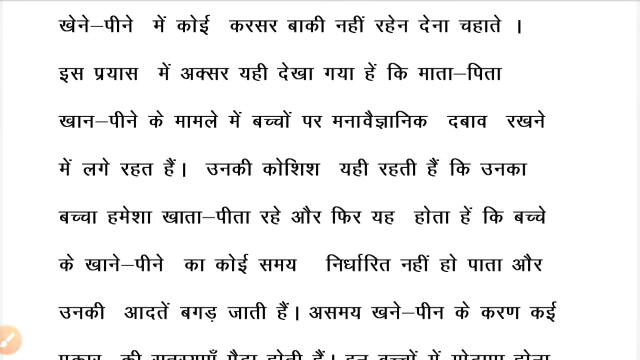 खेने–पीने में कोई करसर बाकी नहीं रहेन देना चहाते ।
इस प्रयास में अक्सर यही देखा गया हें कि माता–पिता
खान–पीने के मामले में बच्चों पर मनावैज्ञानिक दबाव रखने
में लगे रहत हैं। उनकी कोशिश यही रहती हैं कि उनका
बच्चा हमेशा खाता–पीता रहे और फिर यह होता हें कि बच्चे
के खाने–पीने का कोई समय निर्धारित नहीं हो पाता और
उनकी आदतें बगड़ जाती हैं। असमय खने–पीन के करण कई